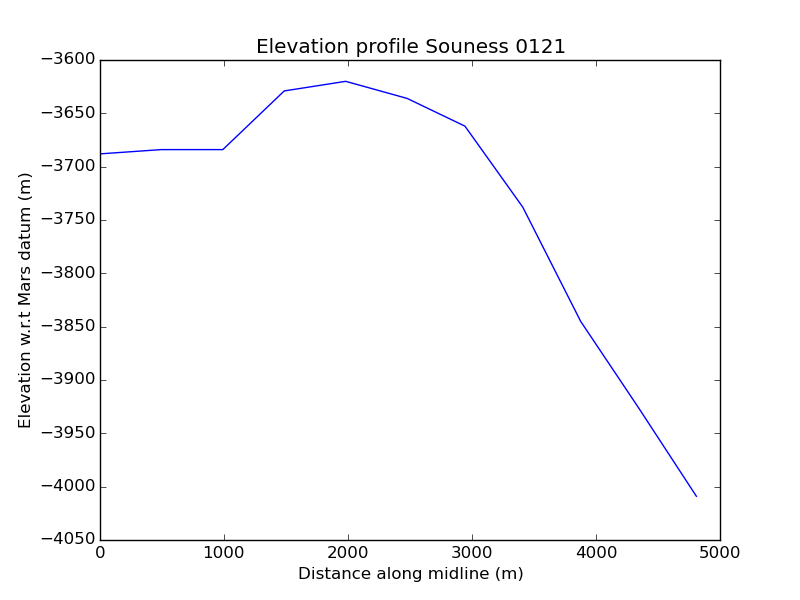 Elevation profile Souness 0121
−3600
−3650
−3700
−3750
−3800
−3850
−3900
−3950
−4000
−4050
Elevation w.r.t Mars datum (m)
0 1000 2000 3000 4000 5000
Distance along midline (m)